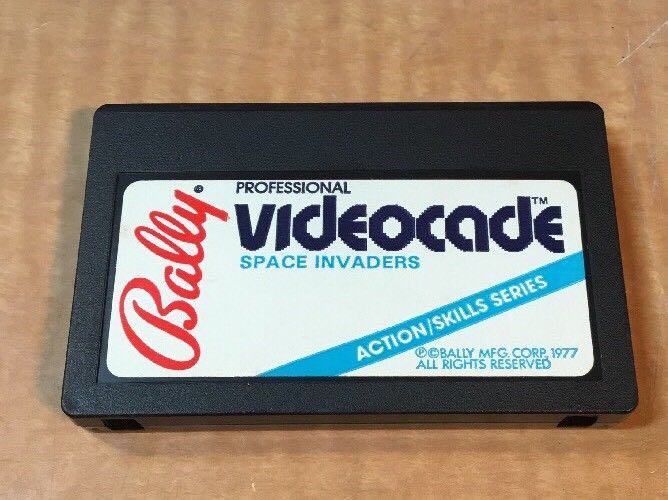 Bally®
PROFESSIONAL
VIDEOCADE™
SPACE INVADERS
ACTION/SKILLS SERIES
℗©BALLY MFG. CORP. 1977
ALL RIGHTS RESERVED